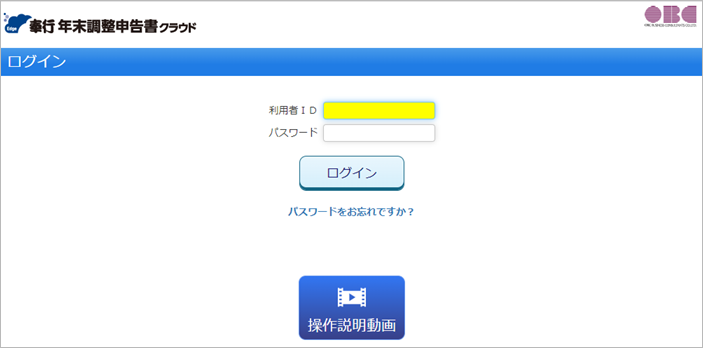 Edge 奉行 年末調整申告書クラウド
OBC
ログイン
利用者ＩＤ
パスワード
ログイン
パスワードをお忘れですか？
操作説明動画